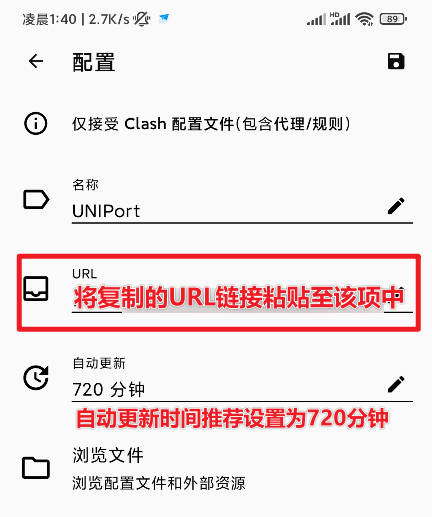 凌晨1:40 | 2.7K/s
HD
89
配置
仅接受 Clash 配置文件(包含代理/规则)
名称
UNIPort
URL
将复制的URL链接粘贴至该项中
自动更新
720 分钟
自动更新时间推荐设置为720分钟
浏览文件
浏览配置文件和外部资源